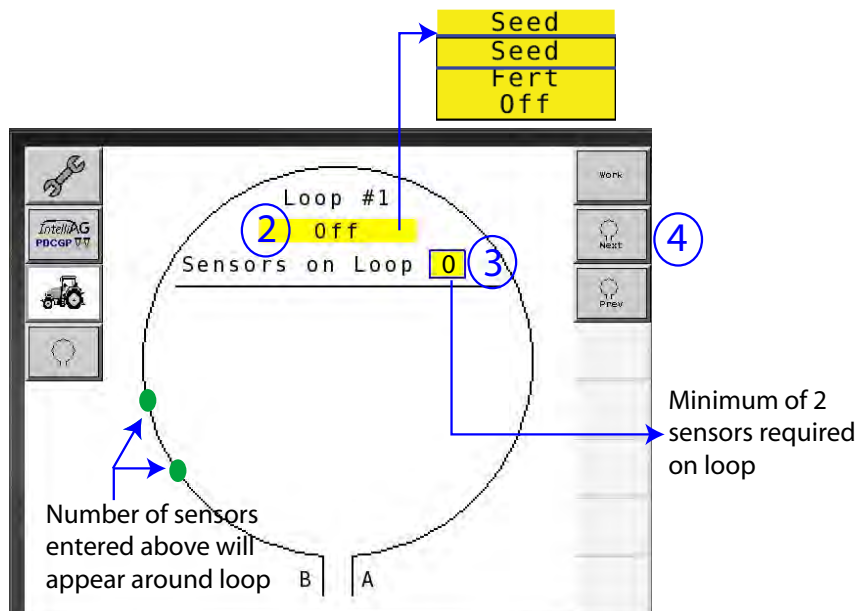 Seed
Seed
Fert
Off
Work
Loop #1
IntelliAG
PDCGP
2
Off
Next
4
Sensors on Loop 0
3
Prev
Minimum of 2
sensors required
on loop
Number of sensors
entered above will
appear around loop
B
A